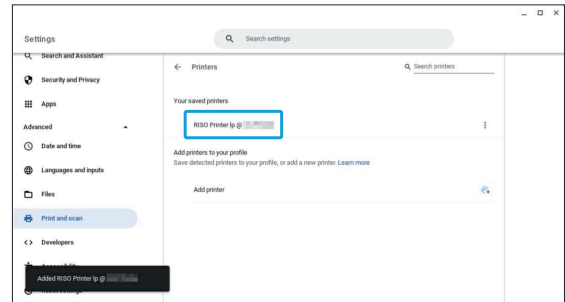 Settings
Search settings
Search and Assistant
Security and Privacy
Apps
Advanced
Date and time
Languages and inputs
Files
Print and scan
Developers
Printers
Search printers
Your saved printers
RISO Printer lp @
Add printers to your profile
Save detected printers to your profile, or add a new printer. Learn more
Add printer
Added RISO Printer lp @